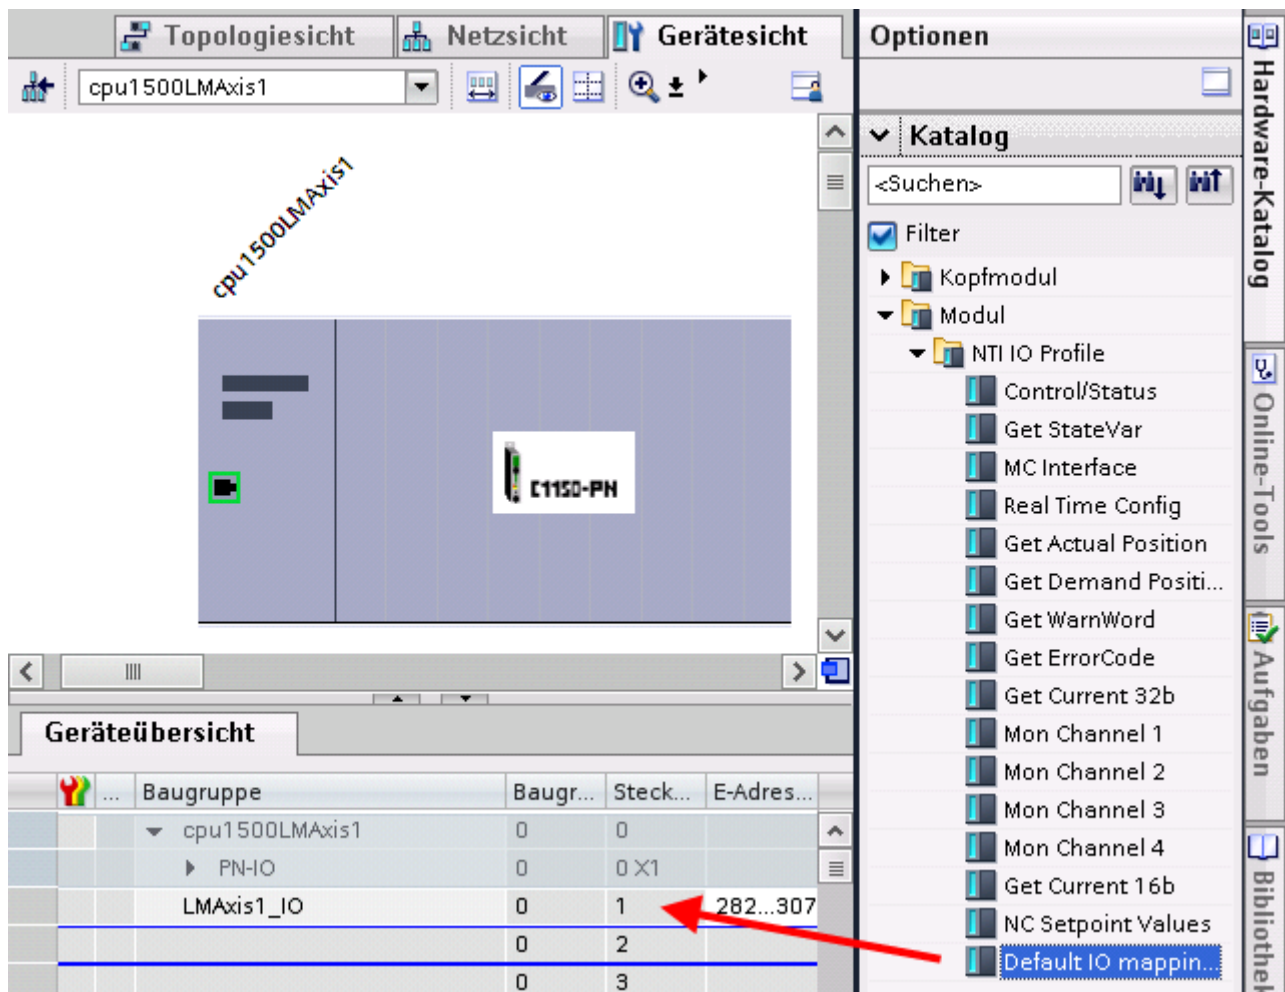 Topologiesicht Netzsicht Gerätesicht
cpu1500LMAxis1
cpu1500LMAxis1
C1150-PN
Geräteübersicht
... Baugruppe Baugr... Steck... E-Adres...
cpu1500LMAxis1 0 0
PN-IO 0 0 X1
LMAxis1_IO 0 1 282...307
0 2
0 3
Optionen
Katalog
<Suchen>
Filter
Kopfmodul
Modul
NTI IO Profile
Control/Status
Get StateVar
MC Interface
Real Time Config
Get Actual Position
Get Demand Positi...
Get WarnWord
Get ErrorCode
Get Current 32b
Mon Channel 1
Mon Channel 2
Mon Channel 3
Mon Channel 4
Get Current 16b
NC Setpoint Values
Default IO mappin...
Hardware-Katalog
Online-Tools
Aufgaben
Bibliothek